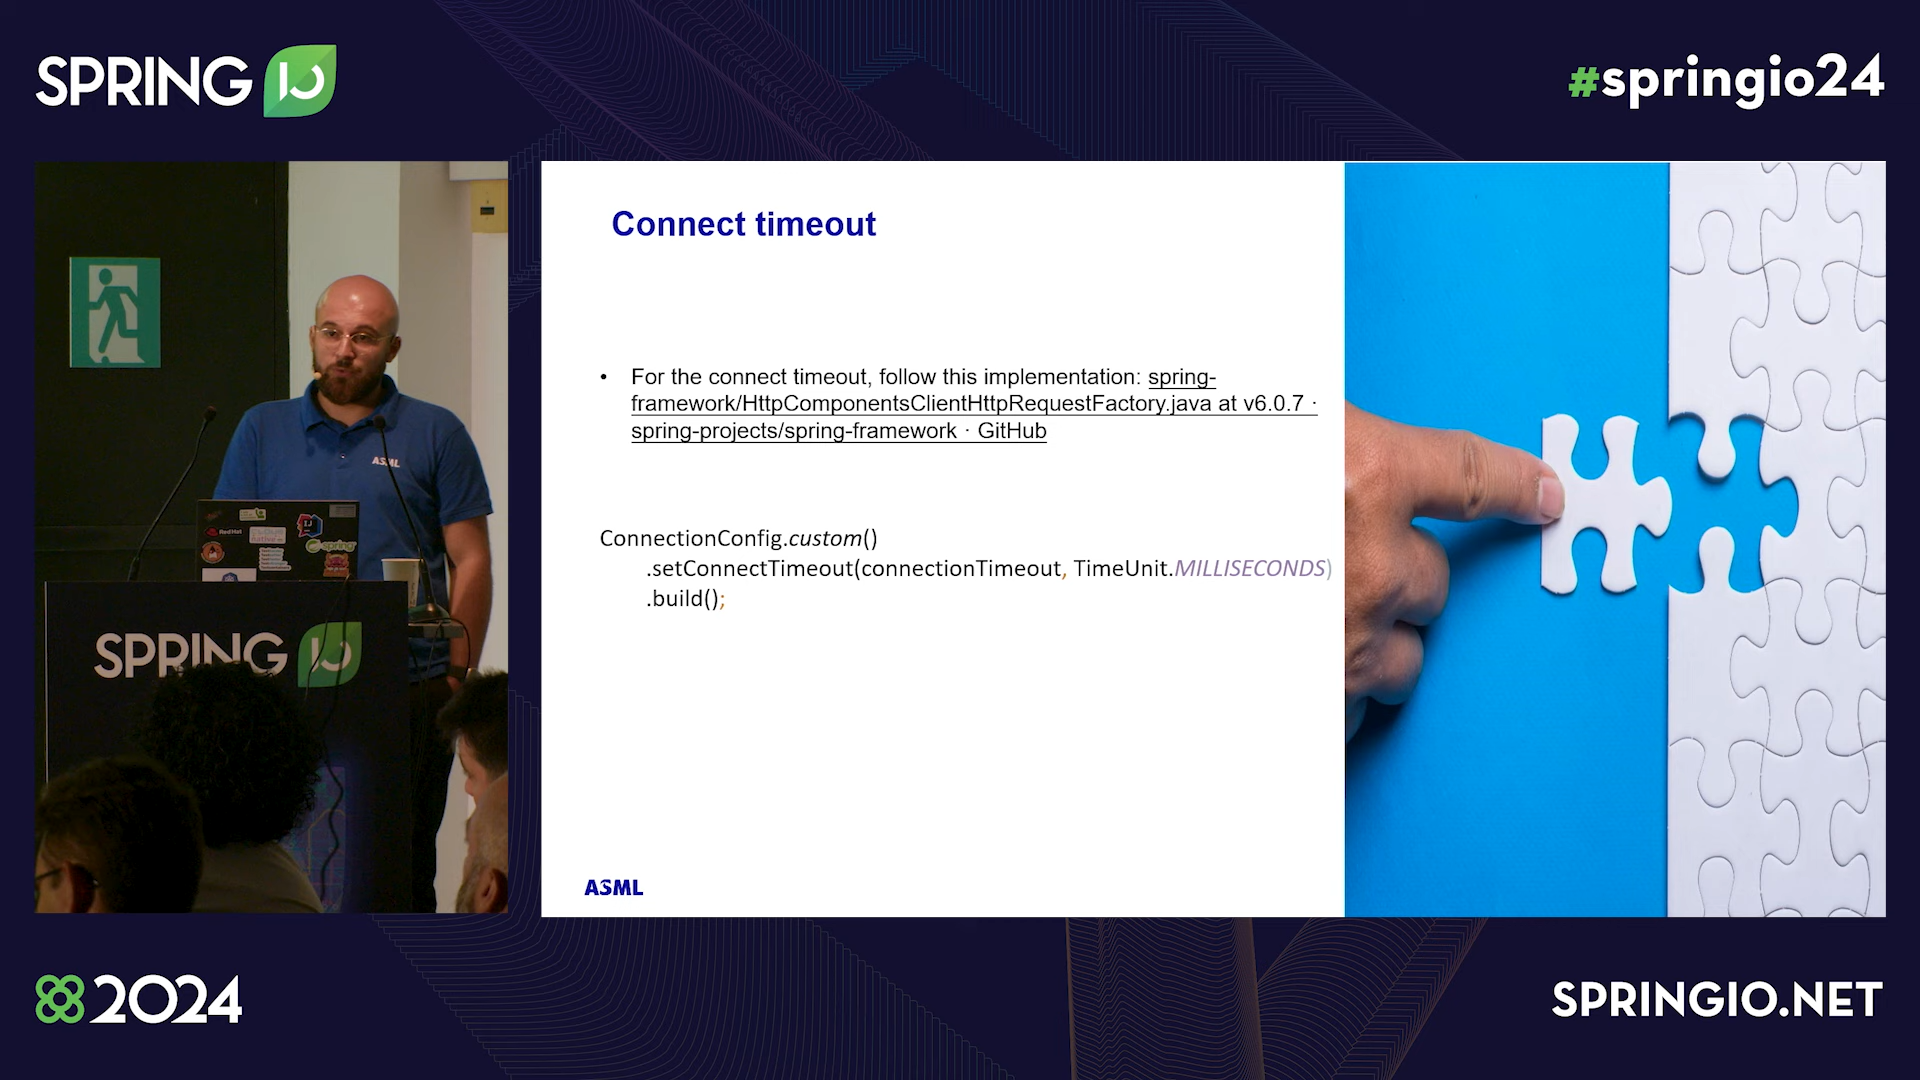 SPRING IO
#springio24
Connect timeout
• For the connect timeout, follow this implementation: spring-
framework/HttpComponentsClientHttpRequestFactory.java at v6.0.7 ·
spring-projects/spring-framework · GitHub
ConnectionConfig.custom()
.setConnectTimeout(connectionTimeout, TimeUnit.MILLISECONDS)
.build();
ASML
ASML
RedHat
spring
SPRING IO
2024
SPRINGIO.NET